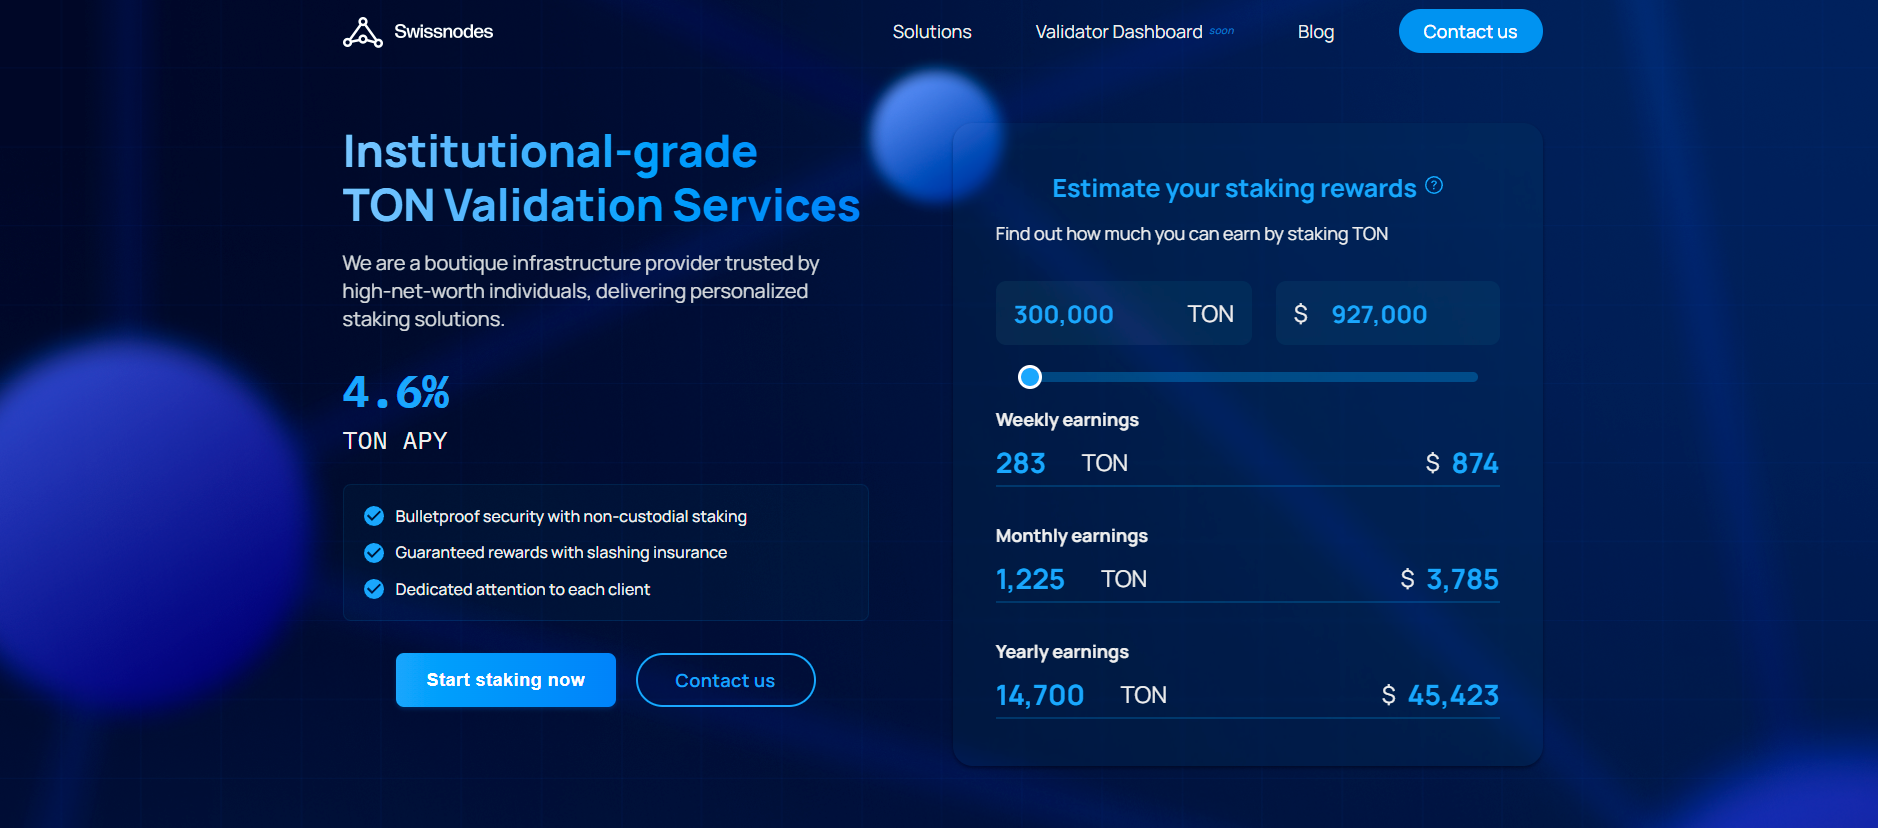 Swissnodes
Solutions
Validator Dashboard soon
Blog
Contact us
Institutional-grade
TON Validation Services
We are a boutique infrastructure provider trusted by
high-net-worth individuals, delivering personalized
staking solutions.
4.6%
TON APY
Bulletproof security with non-custodial staking
Guaranteed rewards with slashing insurance
Dedicated attention to each client
Start staking now
Contact us
Estimate your staking rewards ?
Find out how much you can earn by staking TON
300,000 TON $ 927,000
Weekly earnings
283 TON $ 874
Monthly earnings
1,225 TON $ 3,785
Yearly earnings
14,700 TON $ 45,423